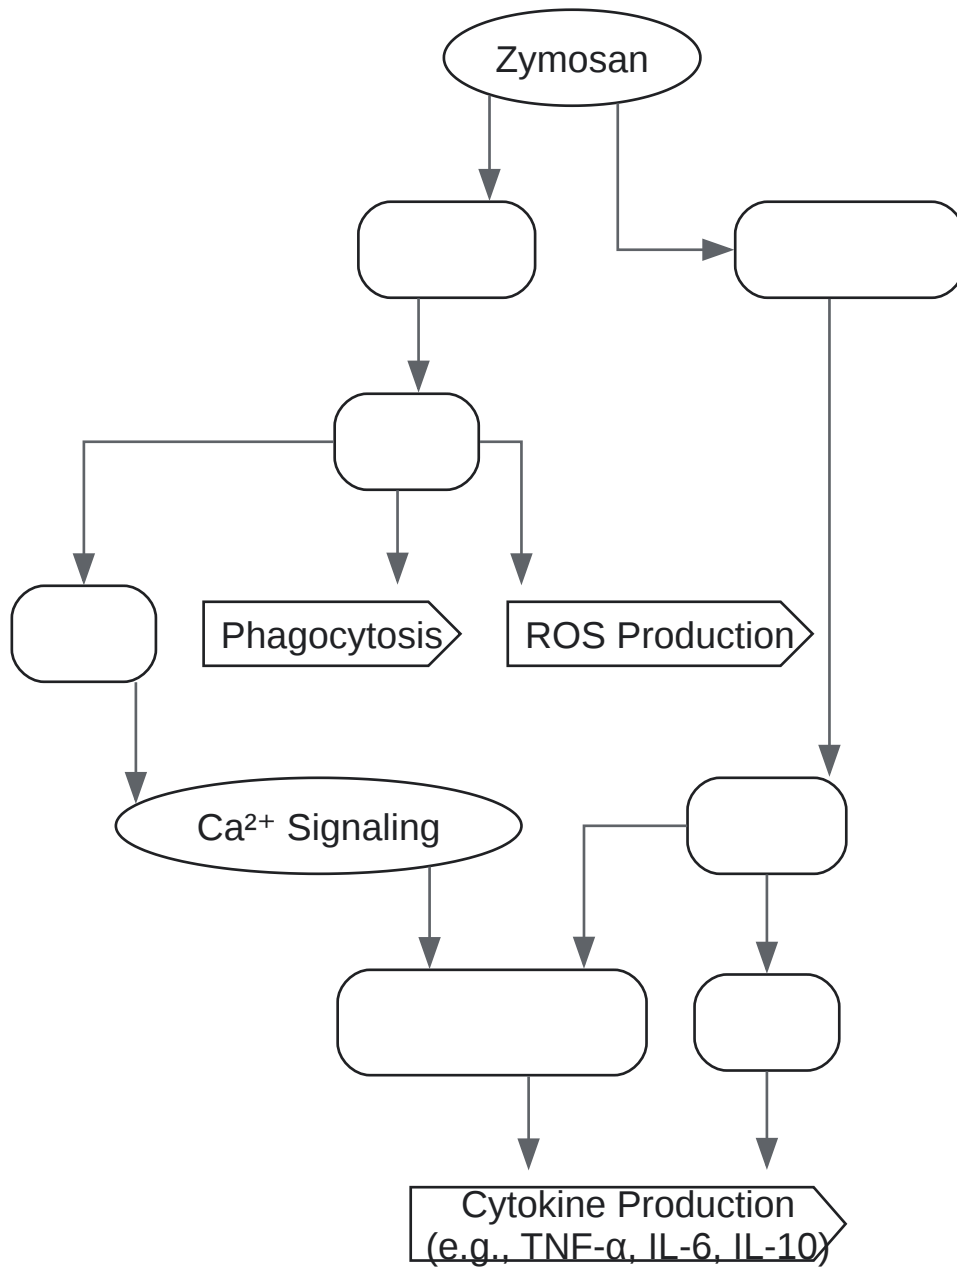 Zymosan
Phagocytosis
ROS Production
Ca²⁺ Signaling
Cytokine Production
(e.g., TNF-α, IL-6, IL-10)